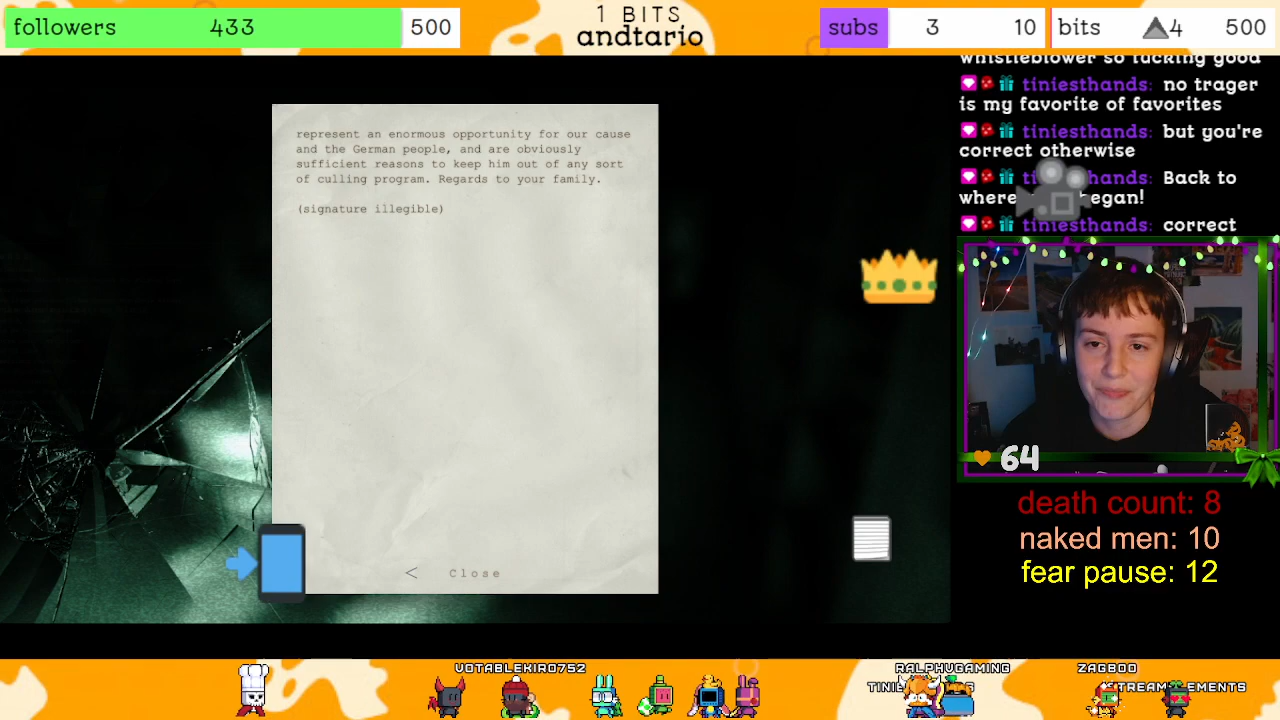 followers 433 500
1 BITS
andtario
subs 3 10
bits 4 500
whistleblower so fucking good
tiniesthands: no trager
is my favorite of favorites
tiniesthands: but you're
correct otherwise
hands: Back to
where egan!
tiniesthands: correct
represent an enormous opportunity for our cause
and the German people, and are obviously
sufficient reasons to keep him out of any sort
of culling program. Regards to your family.
(signature illegible)
< Close
64
death count: 8
naked men: 10
fear pause: 12
VOTABLEKIRO752
RALPHUGAMING
ZAGBOO